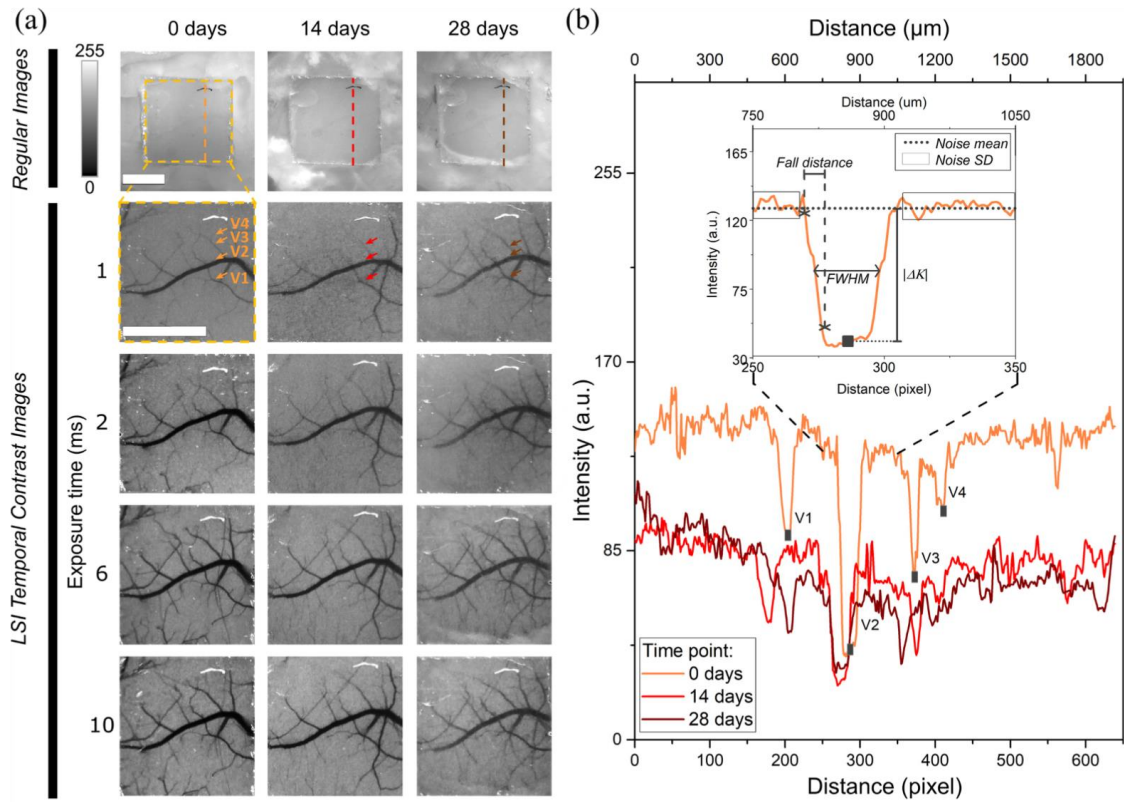 (a)
0 days
14 days
28 days
255
0
Regular Images
LSI Temporal Contrast Images
Exposure time (ms)
1
V4
V3
V2
V1
2
6
10
(b)
Distance (µm)
0 300 600 900 1200 1500 1800
Intensity (a.u.)
255
170
85
0
Distance (um)
750 900 1050
Noise mean
Noise SD
Fall distance
FWHM
|ΔK|
Intensity (a.u.)
165
120
75
30
250 300 350
Distance (pixel)
V1
V2
V3
V4
Time point:
0 days
14 days
28 days
0 100 200 300 400 500 600
Distance (pixel)